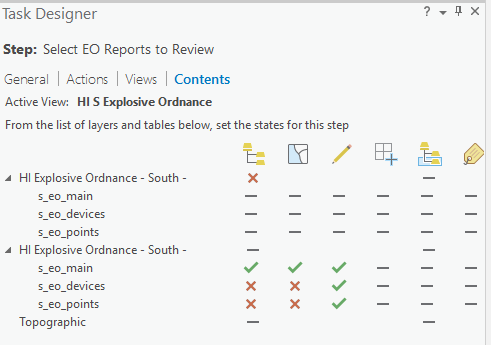 Task Designer
Step: Select EO Reports to Review
General | Actions | Views | Contents
Active View: HI S Explosive Ordnance
From the list of layers and tables below, set the states for this step
HI Explosive Ordnance - South -
s_eo_main
s_eo_devices
s_eo_points
HI Explosive Ordnance - South -
s_eo_main
s_eo_devices
s_eo_points
Topographic